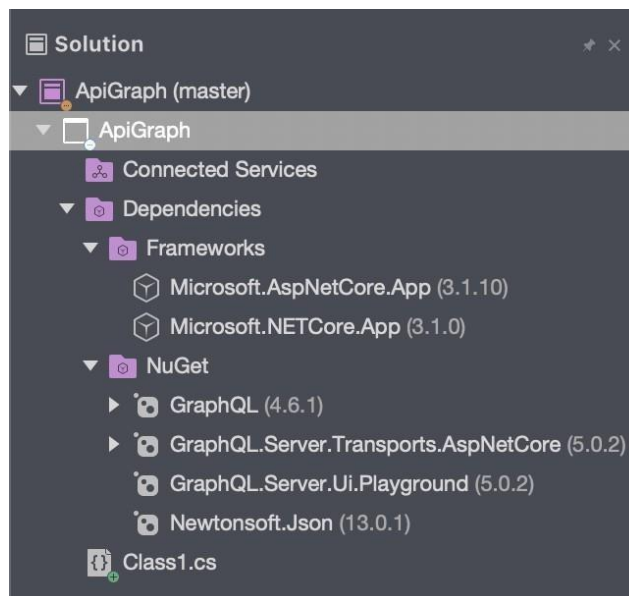 Solution
ApiGraph (master)
ApiGraph
Connected Services
Dependencies
Frameworks
Microsoft.AspNetCore.App (3.1.10)
Microsoft.NETCore.App (3.1.0)
NuGet
GraphQL (4.6.1)
GraphQL.Server.Transports.AspNetCore (5.0.2)
GraphQL.Server.Ui.Playground (5.0.2)
Newtonsoft.Json (13.0.1)
Class1.cs